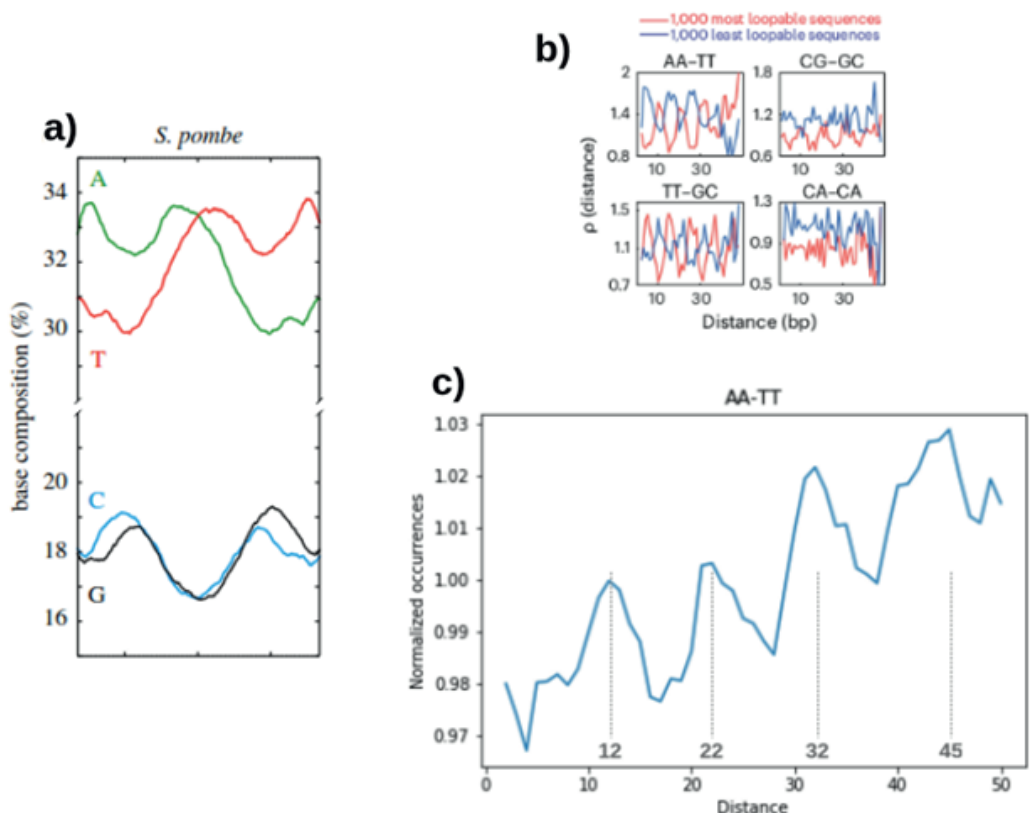 a)
S. pombe
A
T
C
G
34
32
30
20
18
16
base composition (%)
b)
1,000 most loopable sequences
1,000 least loopable sequences
AA-TT
CG-GC
2
1.4
0.8
1.8
1.2
0.6
10 30
10 30
TT-GC
CA-CA
1.5
1.1
0.7
1.3
0.9
0.5
10 30
10 30
ρ (distance)
Distance (bp)
c)
AA-TT
1.03
1.02
1.01
1.00
0.99
0.98
0.97
Normalized occurrences
12 22 32 45
0 10 20 30 40 50
Distance